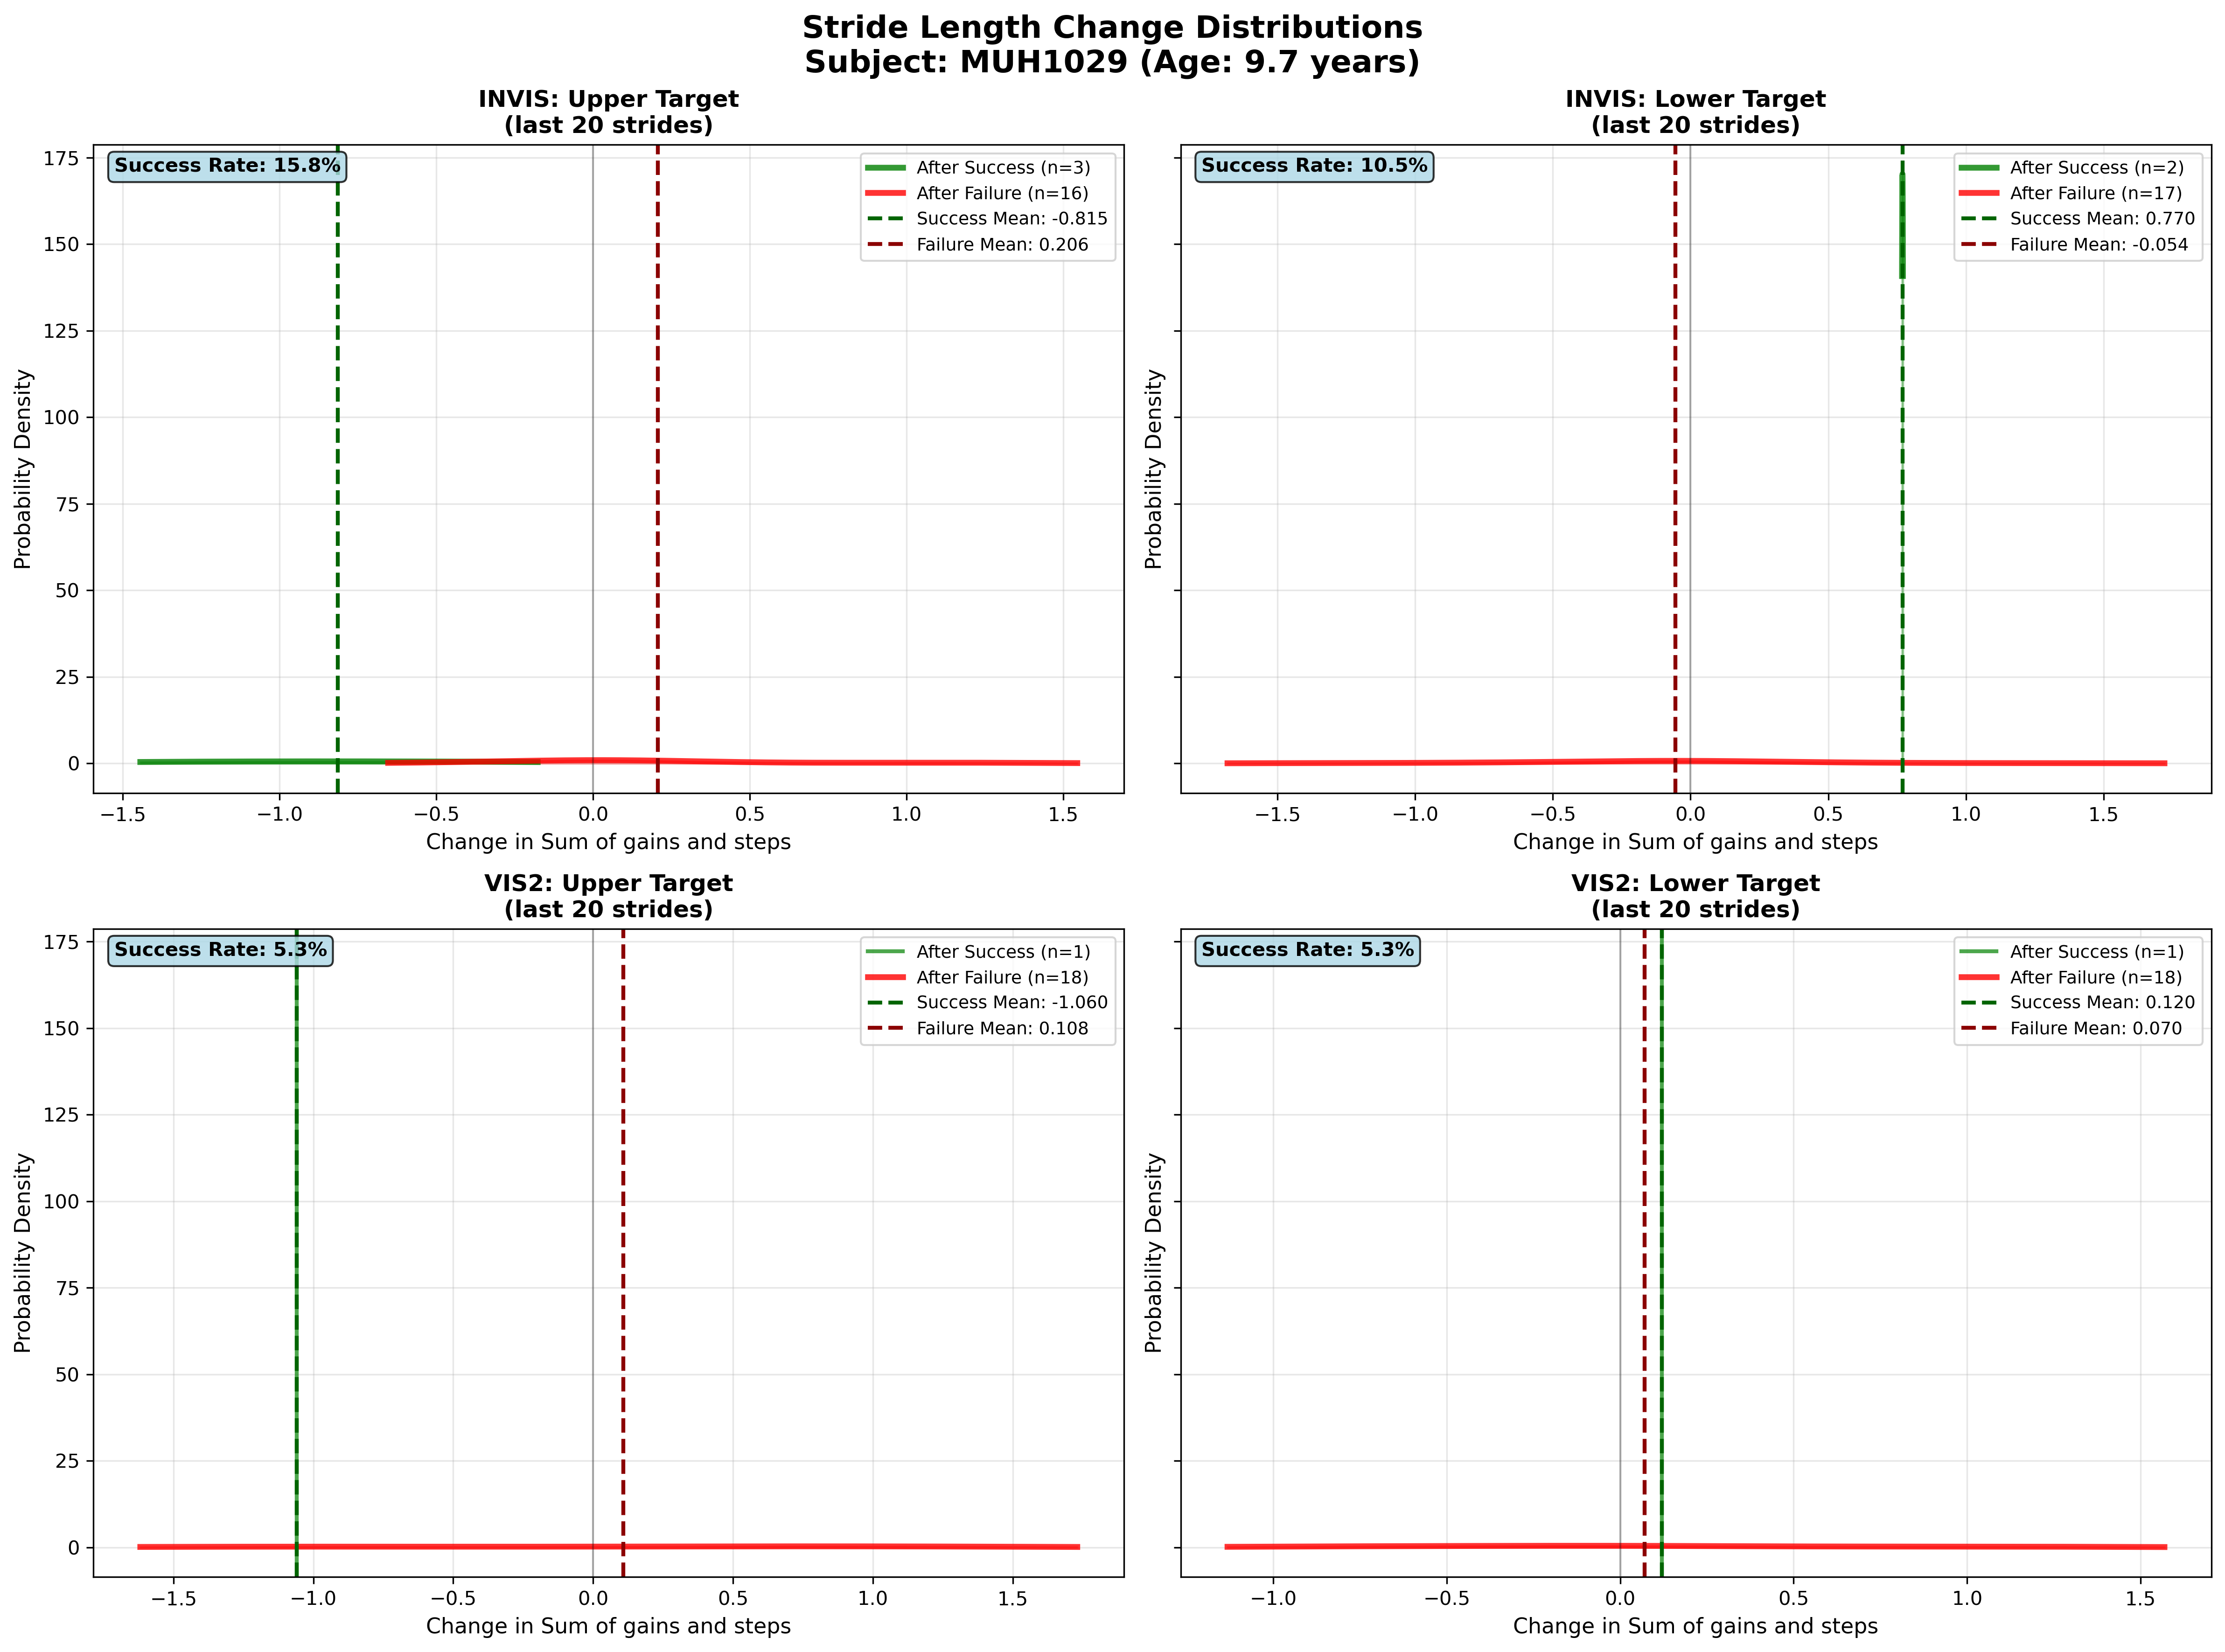 Stride Length Change Distributions
Subject: MUH1029 (Age: 9.7 years)
INVIS: Upper Target
(last 20 strides)
Success Rate: 15.8%
After Success (n=3)
After Failure (n=16)
Success Mean: -0.815
Failure Mean: 0.206
Probability Density
175
150
125
100
75
50
25
0
−1.5
−1.0
−0.5
0.0
0.5
1.0
1.5
Change in Sum of gains and steps
INVIS: Lower Target
(last 20 strides)
Success Rate: 10.5%
After Success (n=2)
After Failure (n=17)
Success Mean: 0.770
Failure Mean: -0.054
Probability Density
−1.5
−1.0
−0.5
0.0
0.5
1.0
1.5
Change in Sum of gains and steps
VIS2: Upper Target
(last 20 strides)
Success Rate: 5.3%
After Success (n=1)
After Failure (n=18)
Success Mean: -1.060
Failure Mean: 0.108
Probability Density
175
150
125
100
75
50
25
0
−1.5
−1.0
−0.5
0.0
0.5
1.0
1.5
Change in Sum of gains and steps
VIS2: Lower Target
(last 20 strides)
Success Rate: 5.3%
After Success (n=1)
After Failure (n=18)
Success Mean: 0.120
Failure Mean: 0.070
Probability Density
−1.0
−0.5
0.0
0.5
1.0
1.5
Change in Sum of gains and steps